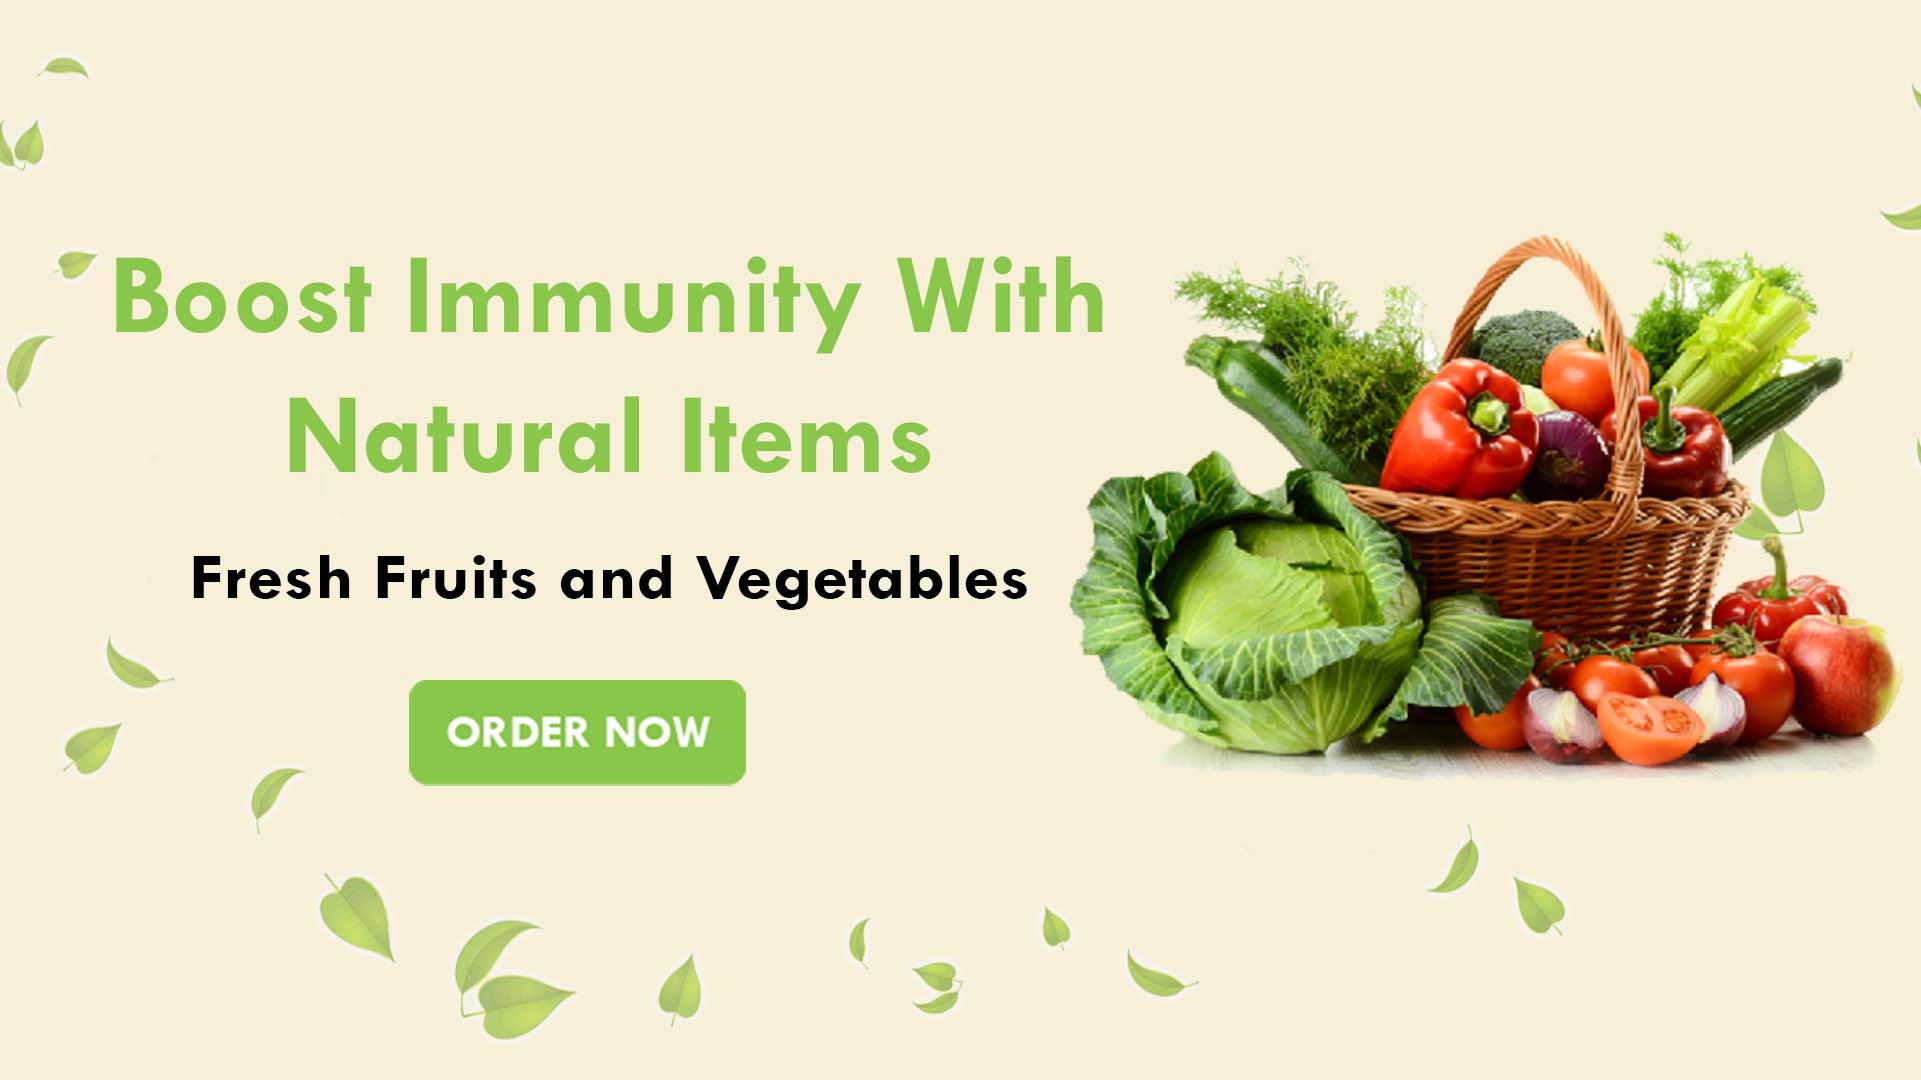 Boost Immunity With
Natural Items
Fresh Fruits and Vegetables
ORDER NOW